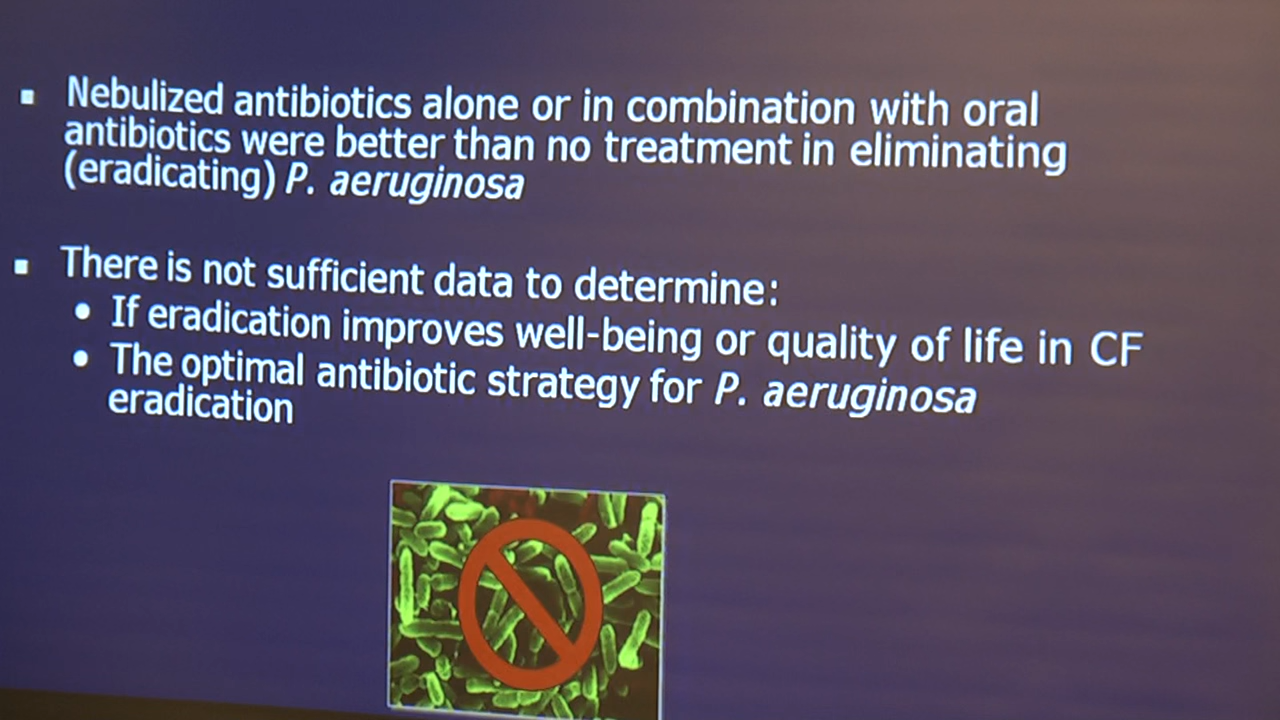 ▪ Nebulized antibiotics alone or in combination with oral
antibiotics were better than no treatment in eliminating
(eradicating) P. aeruginosa
▪ There is not sufficient data to determine:
• If eradication improves well-being or quality of life in CF
• The optimal antibiotic strategy for P. aeruginosa
eradication